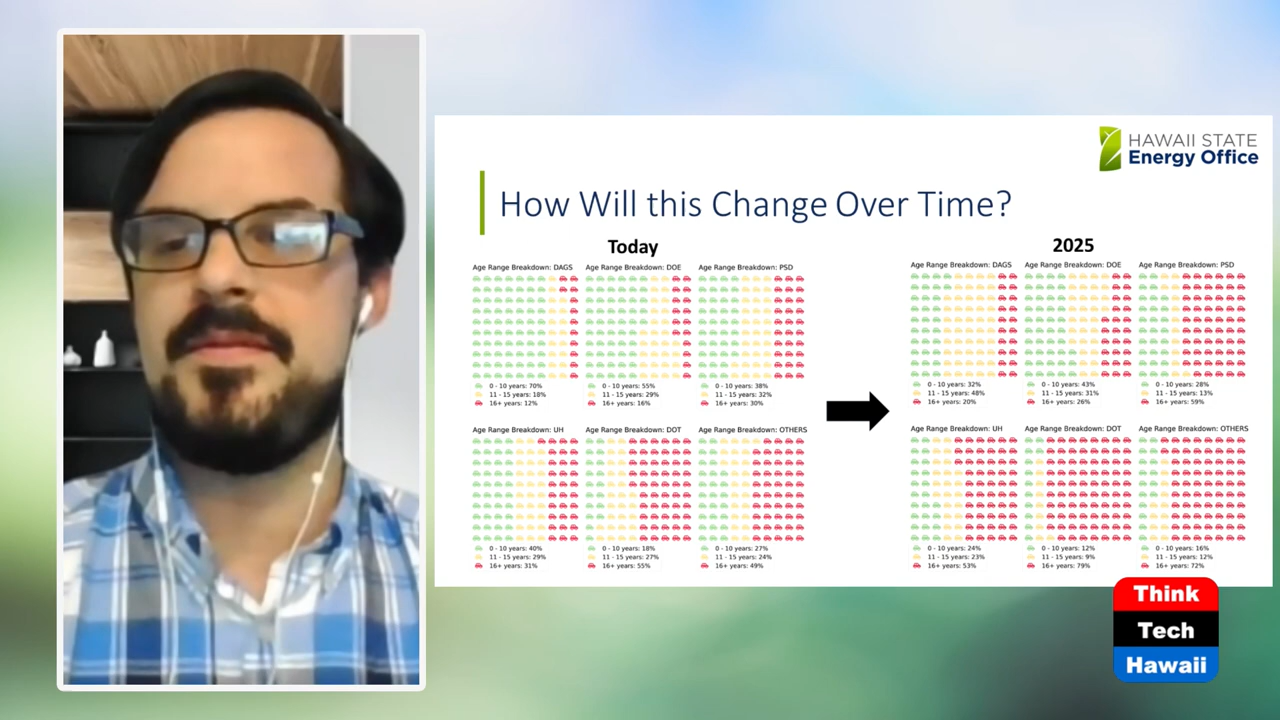 HAWAII STATE
Energy Office
How Will this Change Over Time?
Today
Age Range Breakdown: DAGS
0 - 10 years: 70%
11 - 15 years: 18%
16+ years: 12%
Age Range Breakdown: DOE
0 - 10 years: 55%
11 - 15 years: 29%
16+ years: 16%
Age Range Breakdown: PSD
0 - 10 years: 38%
11 - 15 years: 32%
16+ years: 30%
Age Range Breakdown: UH
0 - 10 years: 40%
11 - 15 years: 29%
16+ years: 31%
Age Range Breakdown: DOT
0 - 10 years: 18%
11 - 15 years: 27%
16+ years: 55%
Age Range Breakdown: OTHERS
0 - 10 years: 27%
11 - 15 years: 24%
16+ years: 49%
2025
Age Range Breakdown: DAGS
0 - 10 years: 32%
11 - 15 years: 48%
16+ years: 20%
Age Range Breakdown: DOE
0 - 10 years: 43%
11 - 15 years: 31%
16+ years: 26%
Age Range Breakdown: PSD
0 - 10 years: 28%
11 - 15 years: 13%
16+ years: 59%
Age Range Breakdown: UH
0 - 10 years: 24%
11 - 15 years: 23%
16+ years: 53%
Age Range Breakdown: DOT
0 - 10 years: 12%
11 - 15 years: 9%
16+ years: 79%
Age Range Breakdown: OTHERS
0 - 10 years: 16%
11 - 15 years: 12%
16+ years: 72%
Think
Tech
Hawaii